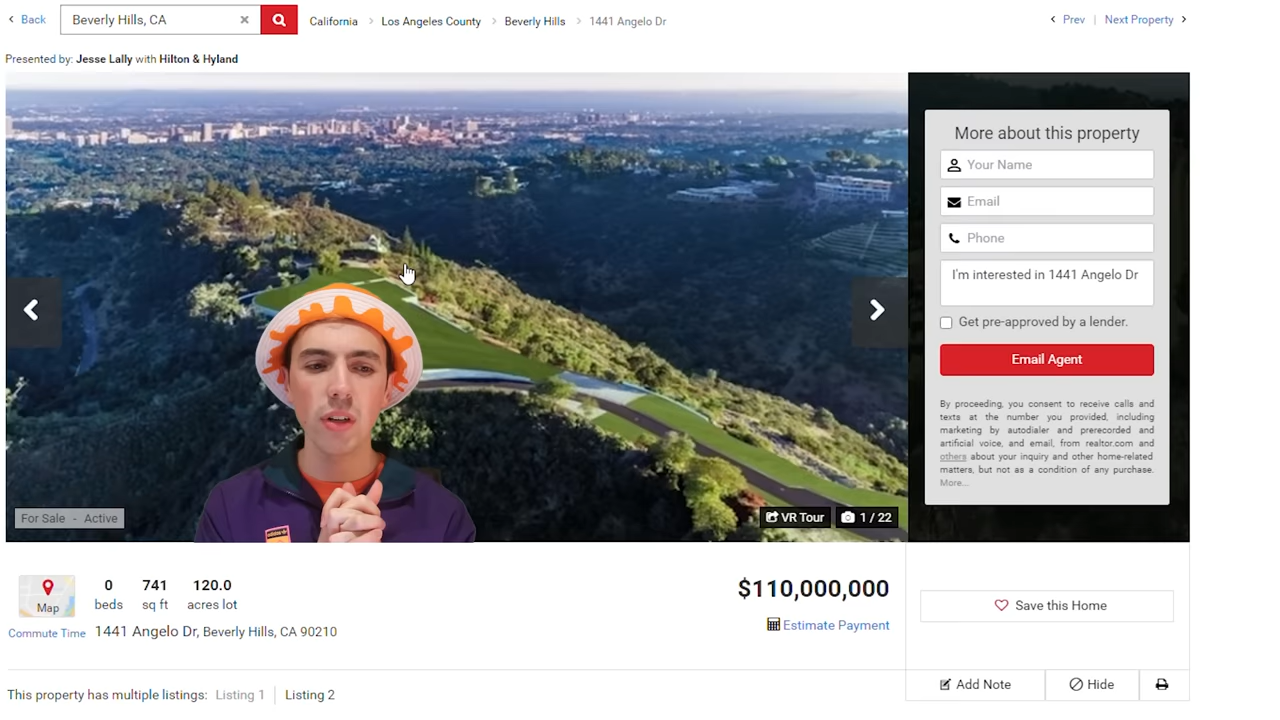 Back
Beverly Hills, CA
California
Los Angeles County
Beverly Hills
1441 Angelo Dr
Prev | Next Property
Presented by: Jesse Lally with Hilton & Hyland
More about this property
Your Name
Email
Phone
I'm interested in 1441 Angelo Dr
Get pre-approved by a lender.
Email Agent
By proceeding, you consent to receive calls and
texts at the number you provided, including
marketing by autodialer and prerecorded and
artificial voice, and email, from realtor.com and
others about your inquiry and other home-related
matters, but not as a condition of any purchase.
More...
For Sale - Active
VR Tour
1 / 22
adidas
Map
0 beds
741 sq ft
120.0 acres lot
$110,000,000
Save this Home
Commute Time
1441 Angelo Dr, Beverly Hills, CA 90210
Estimate Payment
This property has multiple listings: Listing 1 | Listing 2
Add Note
Hide